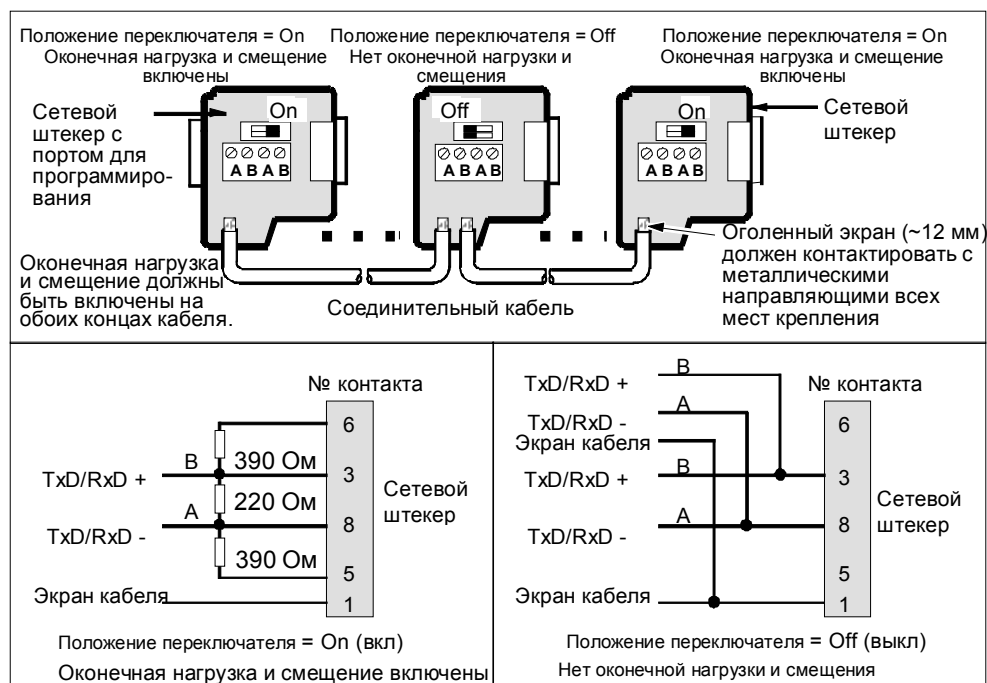 Положение переключателя = On
Оконечная нагрузка и смещение
включены
Положение переключателя = Off
Нет оконечной нагрузки и
смещения
Положение переключателя = On
Оконечная нагрузка и смещение
включены
Сетевой
штекер с
портом для
программиро-
вания
On
A B A B
Off
A B A B
On
A B A B
Сетевой
штекер
Оконечная нагрузка
и смещение должны
быть включены на
обоих концах кабеля.
Соединительный кабель
Оголенный экран (~12 мм)
должен контактировать с
металлическими
направляющими всех
мест крепления
№ контакта
6
B
390 Ом
3
TxD/RxD +
220 Ом
A
8
TxD/RxD -
390 Ом
5
Экран кабеля
1
Сетевой
штекер
Положение переключателя = On (вкл)
Оконечная нагрузка и смещение включены
B
TxD/RxD +
№ контакта
A
TxD/RxD -
6
Экран кабеля
B
TxD/RxD +
3
A
TxD/RxD -
8
5
Экран кабеля
1
Сетевой
штекер
Положение переключателя = Off (выкл)
Нет оконечной нагрузки и смещения